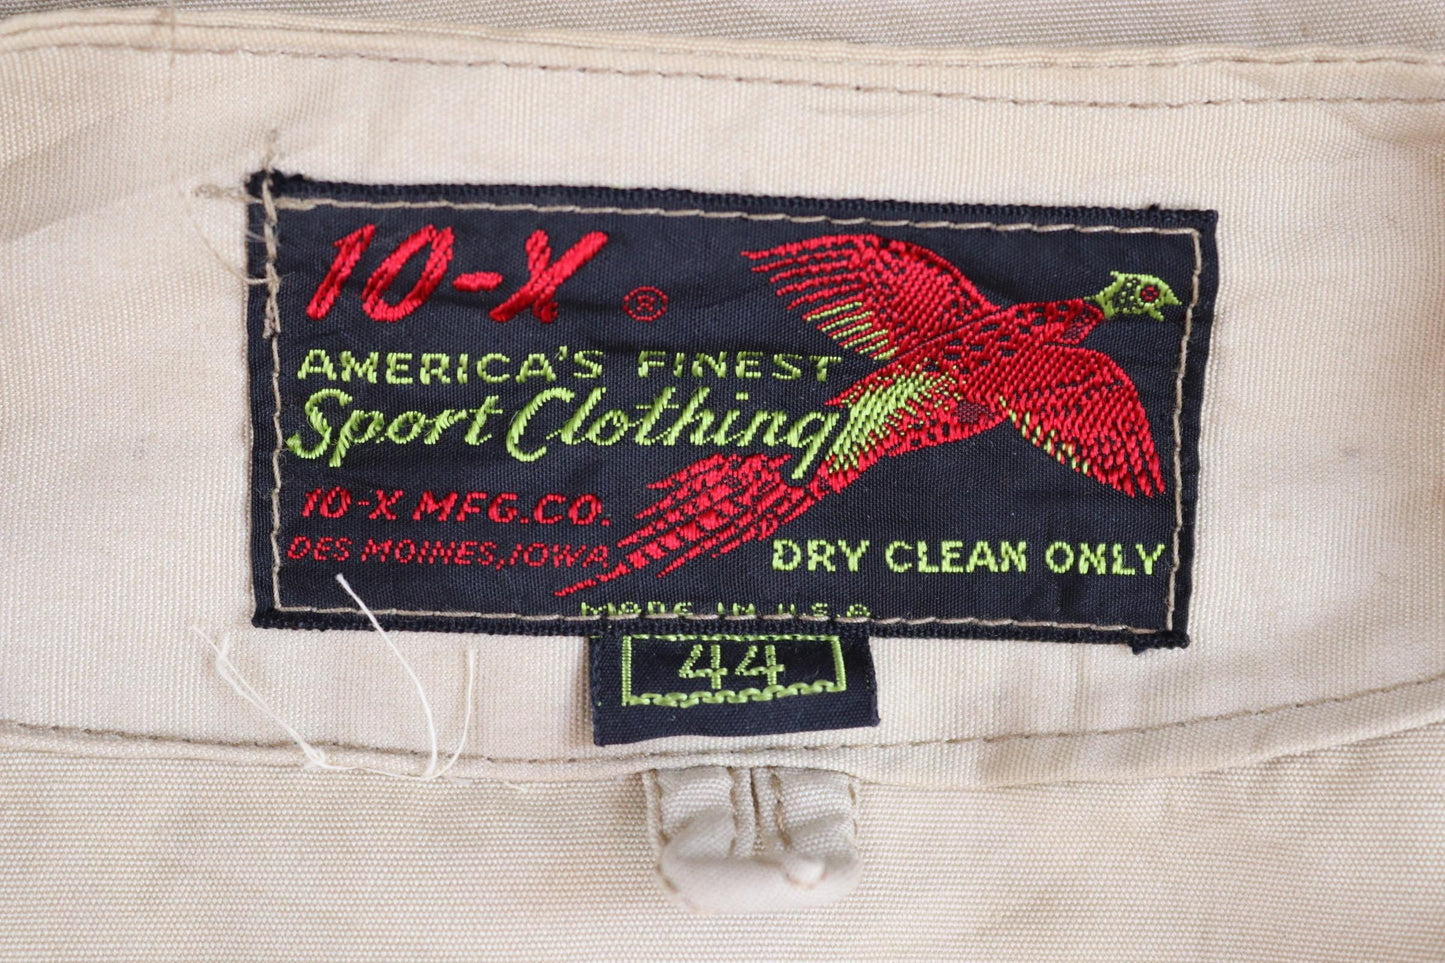 10-X ®
AMERICA'S FINEST
Sport Clothing
10-X MFG.CO.
DES MOINES, IOWA
DRY CLEAN ONLY
MADE IN U.S.A
44